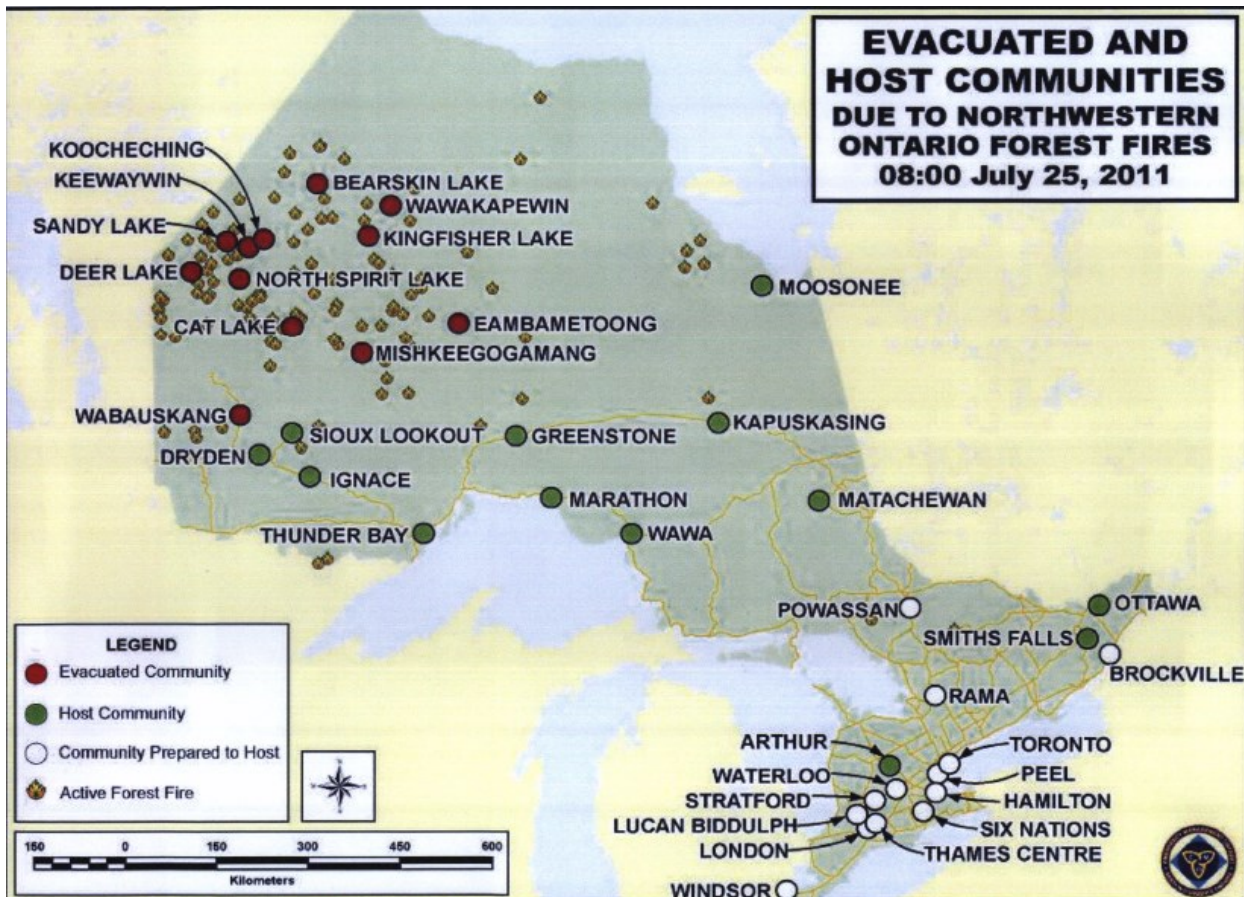 EVACUATED AND
HOST COMMUNITIES
DUE TO NORTHWESTERN
ONTARIO FOREST FIRES
08:00 July 25, 2011
KOOCHECHING
KEEWAYWIN
SANDY LAKE
DEER LAKE
BEARSKIN LAKE
WAWAKAPEWIN
KINGFISHER LAKE
NORTH SPIRIT LAKE
CAT LAKE
EAMBAMETOONG
MISHKEEGOGAMANG
MOOSONEE
WABAUSKANG
SIOUX LOOKOUT
DRYDEN
IGNACE
GREENSTONE
KAPUSKASING
MARATHON
MATACHEWAN
THUNDER BAY
WAWA
POWASSAN
OTTAWA
SMITHS FALLS
BROCKVILLE
RAMA
ARTHUR
WATERLOO
STRATFORD
LUCAN BIDDULPH
LONDON
WINDSOR
TORONTO
PEEL
HAMILTON
SIX NATIONS
THAMES CENTRE
LEGEND
Evacuated Community
Host Community
Community Prepared to Host
Active Forest Fire
150 0 150 300 450 600
Kilometers